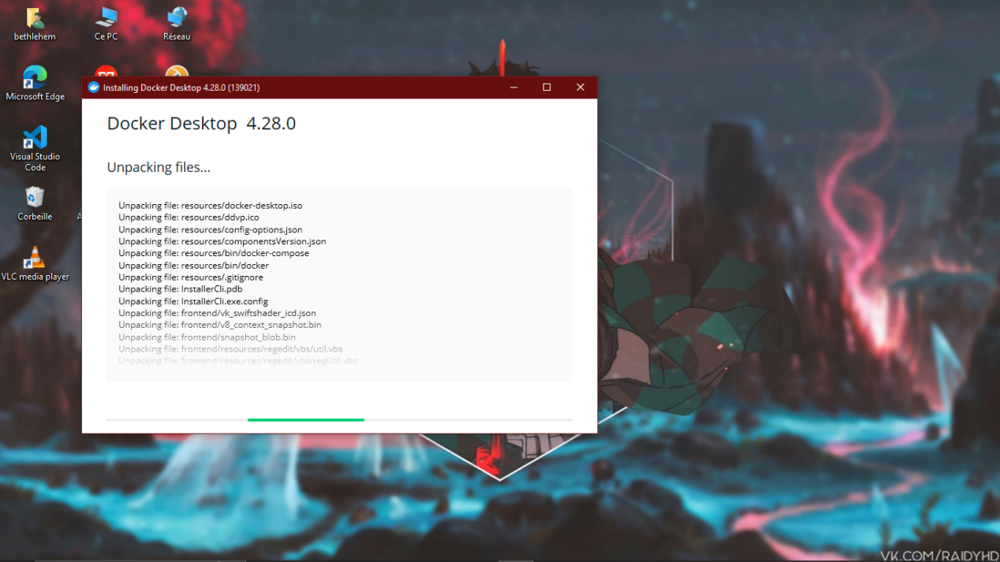 bethlehem
Ce PC
Réseau
Microsoft Edge
Visual Studio
Code
Corbeille
A
VLC media player
Installing Docker Desktop 4.28.0 (139021)
Docker Desktop 4.28.0
Unpacking files...
Unpacking file: resources/docker-desktop.iso
Unpacking file: resources/ddvp.ico
Unpacking file: resources/config-options.json
Unpacking file: resources/componentsVersion.json
Unpacking file: resources/bin/docker-compose
Unpacking file: resources/bin/docker
Unpacking file: resources/.gitignore
Unpacking file: InstallerCli.pdb
Unpacking file: InstallerCli.exe.config
Unpacking file: frontend/vk_swiftshader_icd.json
Unpacking file: frontend/v8_context_snapshot.bin
Unpacking file: frontend/snapshot_blob.bin
Unpacking file: frontend/resources/regedit/vbs/util.vbs
Unpacking file: frontend/resources/regedit/vbs/regUtil.vbs
VK.COM/RAIDYHD